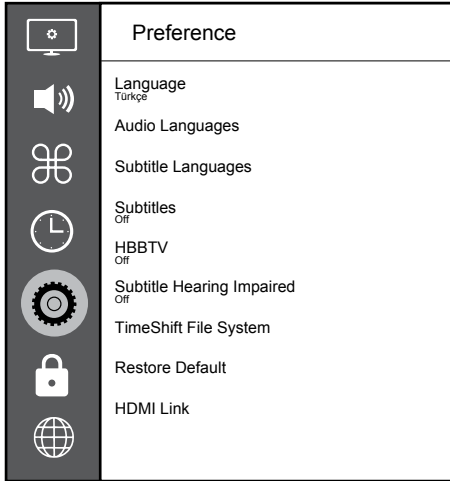 Preference
Language
Türkçe
Audio Languages
Subtitle Languages
Subtitles
Off
HBBTV
Off
Subtitle Hearing Impaired
Off
TimeShift File System
Restore Default
HDMI Link